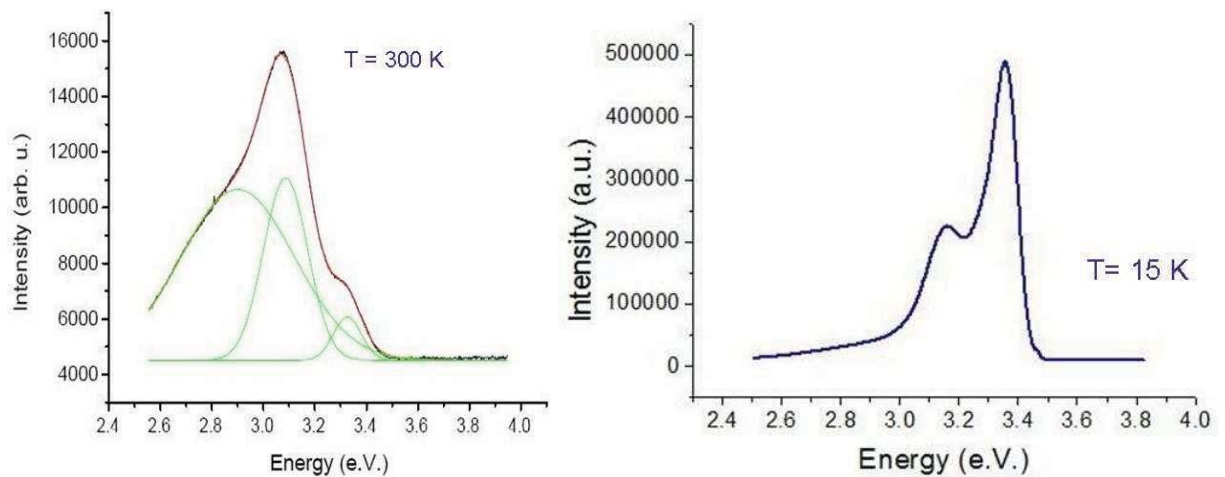 16000
14000
12000
10000
8000
6000
4000
Intensity (arb. u.)
T = 300 K
2.4 2.6 2.8 3.0 3.2 3.4 3.6 3.8 4.0
Energy (e.V.)
500000
400000
300000
200000
100000
0
Intensity (a.u.)
T= 15 K
2.4 2.6 2.8 3.0 3.2 3.4 3.6 3.8 4.0
Energy (e.V.)